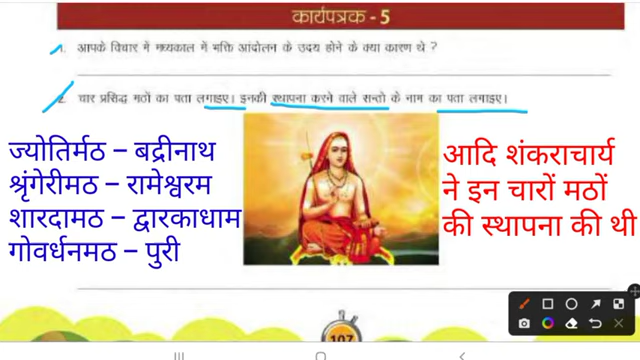 कार्यपत्रक - 5
1. आपके विचार में मध्यकाल में भक्ति आंदोलन के उदय होने के क्या कारण थे ?
2. चार प्रसिद्ध मठों का पता लगाइए। इनकी स्थापना करने वाले सन्तो के नाम का पता लगाइए।
ज्योतिर्मठ – बद्रीनाथ
श्रृंगेरीमठ – रामेश्वरम
शारदामठ – द्वारकाधाम
गोवर्धनमठ – पुरी
आदि शंकराचार्य
ने इन चारों मठों
की स्थापना की थी
107